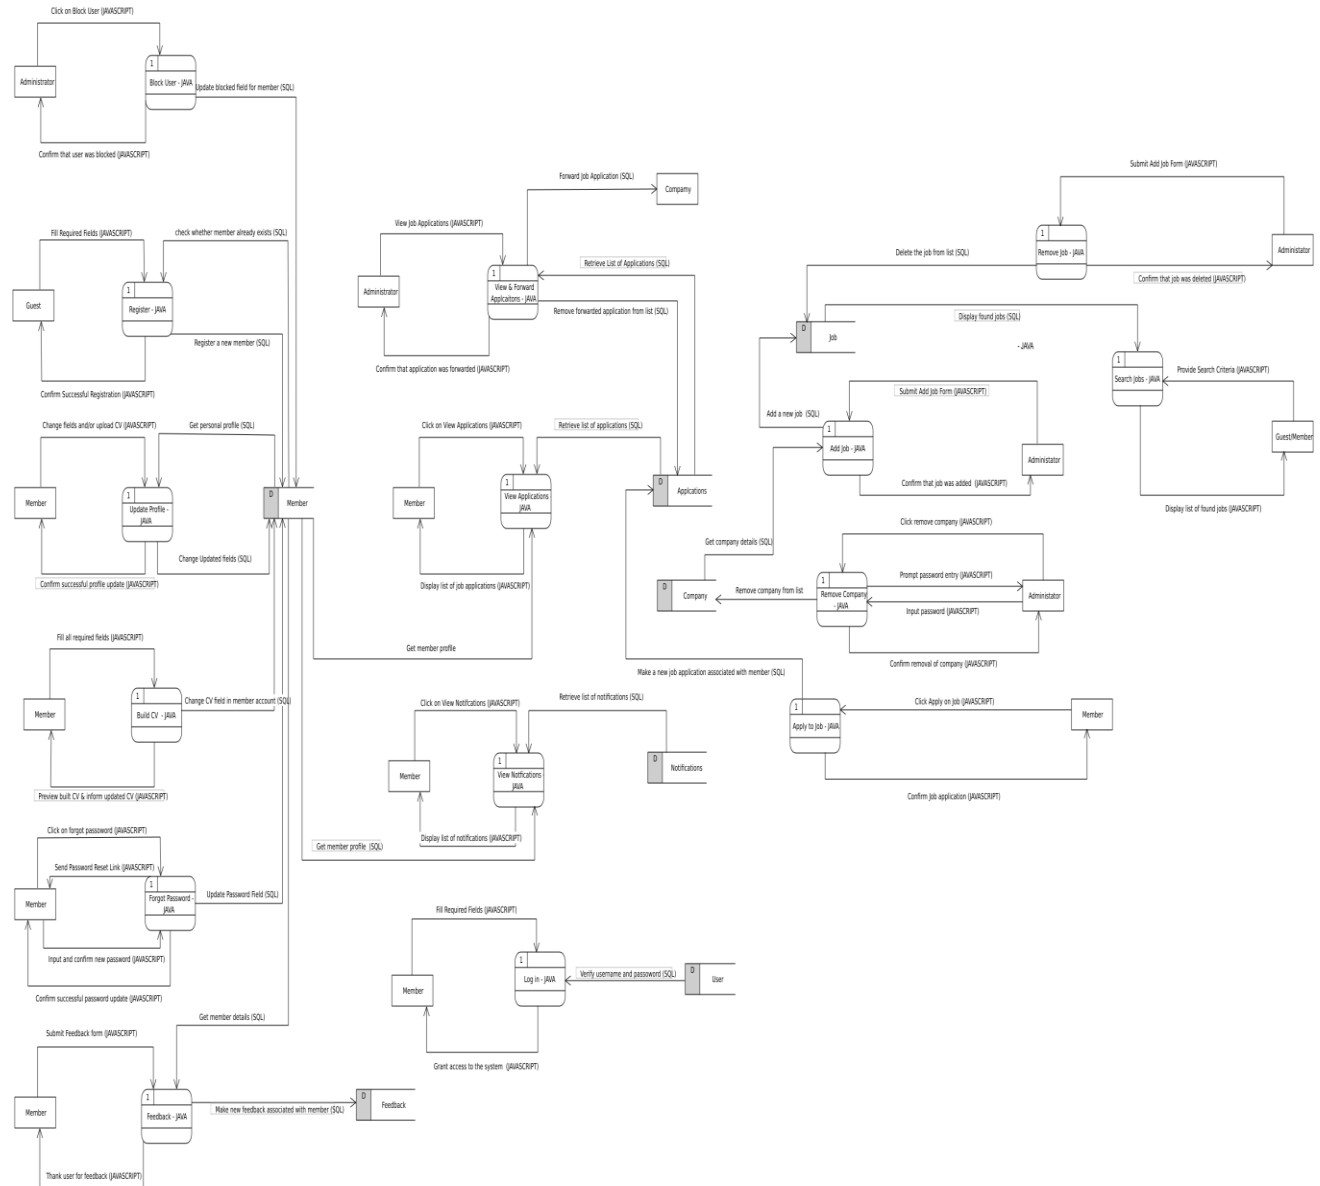 Click on Block User (JAVASCRIPT)
1
Administrator
Block User - JAVA
Update blocked field for member (SQL)
Confirm that user was blocked (JAVASCRIPT)
Fill Required Fields (JAVASCRIPT)
check whether member already exists (SQL)
1
Guest
Register - JAVA
Register a new member (SQL)
Confirm Successful Registration (JAVASCRIPT)
Change fields and/or upload CV (JAVASCRIPT)
Get personal profile (SQL)
1
Member
Update Profile -
JAVA
D
Member
Change Updated fields (SQL)
Confirm successful profile update (JAVASCRIPT)
Fill all required fields (JAVASCRIPT)
1
Member
Build CV - JAVA
Change CV field in member account (SQL)
Preview built CV & inform updated CV (JAVASCRIPT)
Click on forgot passoword (JAVASCRIPT)
Send Password Reset Link (JAVASCRIPT)
1
Member
Forgot Password -
JAVA
Update Password Field (SQL)
Input and confirm new password (JAVASCRIPT)
Confirm successful password update (JAVASCRIPT)
Get member details (SQL)
Submit Feedback form (JAVASCRIPT)
1
Member
Feedback - JAVA
Make new feedback associated with member (SQL)
D
Feedback
Thank user for feedback (JAVASCRIPT)
Forward Job Application (SQL)
Compamy
View Job Applications (JAVASCRIPT)
Retrieve List of Applications (SQL)
1
Administrator
View & Forward
Applcaitons - JAVA
Remove forwarded application from list (SQL)
Confirm that application was forwarded (JAVASCRIPT)
Click on View Applications (JAVASCRIPT)
Retrieve list of applications (SQL)
1
Member
View Applications
JAVA
D
Applcations
Display list of job applications (JAVASCRIPT)
Get member profile
Click on View Notifcations (JAVASCRIPT)
Retrieve list of notifications (SQL)
1
Member
View Notfications
JAVA
D
Notifications
Display list of notifications (JAVASCRIPT)
Get member profile (SQL)
Fill Required Fields (JAVASCRIPT)
1
Member
Log in - JAVA
Verify username and password (SQL)
D
User
Grant access to the system (JAVASCRIPT)
Submit Add Job Form (JAVASCRIPT)
1
Remove Job - JAVA
Administator
Delete the job from list (SQL)
Confirm that job was deleted (JAVASCRIPT)
D
Job
Display found jobs (SQL)
- JAVA
1
Search Jobs - JAVA
Provide Search Criteria (JAVASCRIPT)
Guest/Member
Display list of found jobs (JAVASCRIPT)
Submit Add Job Form (JAVASCRIPT)
Add a new job (SQL)
1
Add Job - JAVA
Administator
Confirm that job was added (JAVASCRIPT)
Get company details (SQL)
Click remove company (JAVASCRIPT)
D
Company
Remove company from list
1
Remove Company
- JAVA
Prompt password entry (JAVASCRIPT)
Input password (JAVASCRIPT)
Administator
Confirm removal of company (JAVASCRIPT)
Make a new job application associated with member (SQL)
1
Apply to Job - JAVA
Click Apply on Job (JAVASCRIPT)
Member
Confirm Job application (JAVASCRIPT)